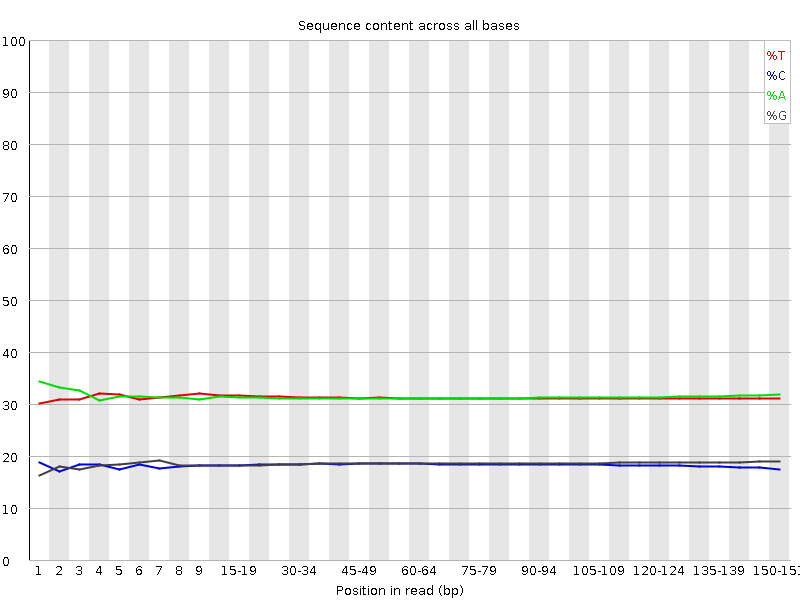 Sequence content across all bases
100
90
80
70
60
50
40
30
20
10
0
%T
%C
%A
%G
1 2 3 4 5 6 7 8 9 15-19 30-34 45-49 60-64 75-79 90-94 105-109 120-124 135-139 150-151
Position in read (bp)